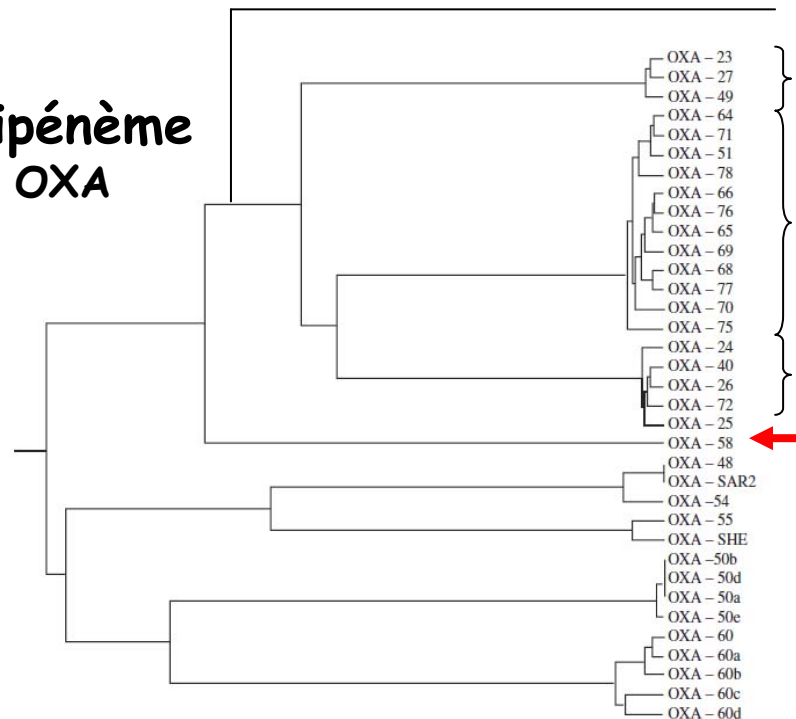 ipénème
OXA
OXA – 23
OXA – 27
OXA – 49
OXA – 64
OXA – 71
OXA – 51
OXA – 78
OXA – 66
OXA – 76
OXA – 65
OXA – 69
OXA – 68
OXA – 77
OXA – 70
OXA – 75
OXA – 24
OXA – 40
OXA – 26
OXA – 72
OXA – 25
OXA – 58
OXA – 48
OXA – SAR2
OXA –54
OXA – 55
OXA – SHE
OXA –50b
OXA – 50d
OXA – 50a
OXA – 50e
OXA – 60
OXA – 60a
OXA – 60b
OXA – 60c
OXA – 60d